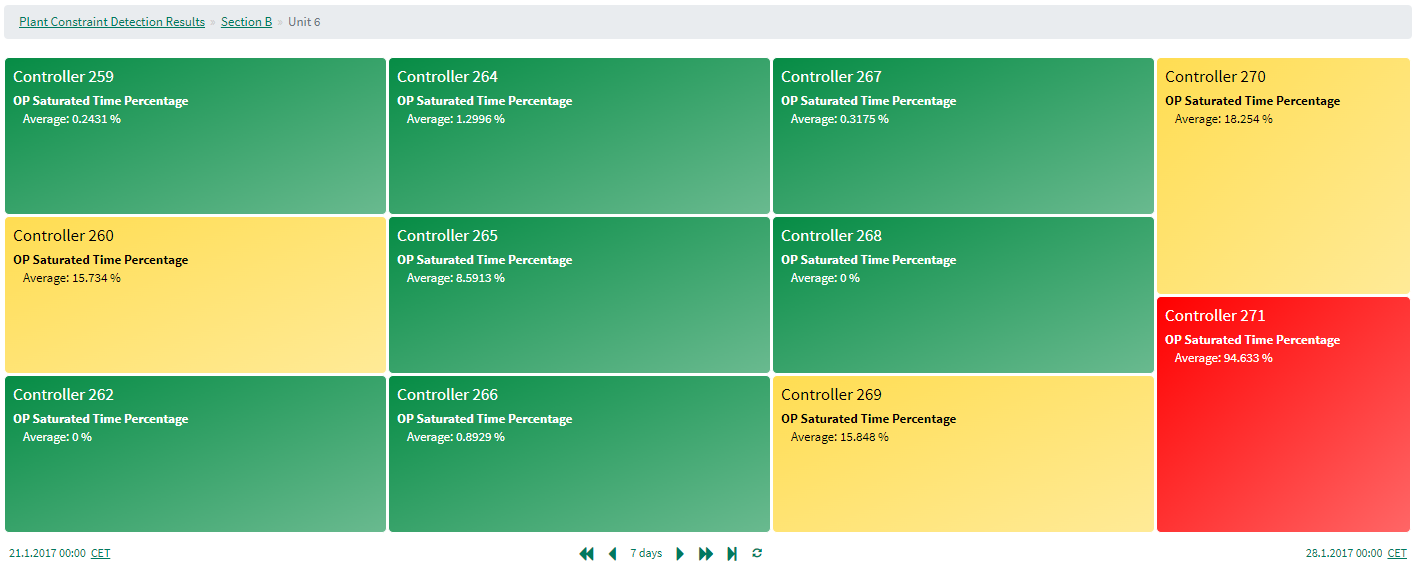 Plant Constraint Detection Results » Section B » Unit 6
Controller 259
OP Saturated Time Percentage
Average: 0.2431 %
Controller 264
OP Saturated Time Percentage
Average: 1.2996 %
Controller 267
OP Saturated Time Percentage
Average: 0.3175 %
Controller 270
OP Saturated Time Percentage
Average: 18.254 %
Controller 260
OP Saturated Time Percentage
Average: 15.734 %
Controller 265
OP Saturated Time Percentage
Average: 8.5913 %
Controller 268
OP Saturated Time Percentage
Average: 0 %
Controller 271
OP Saturated Time Percentage
Average: 94.633 %
Controller 262
OP Saturated Time Percentage
Average: 0 %
Controller 266
OP Saturated Time Percentage
Average: 0.8929 %
Controller 269
OP Saturated Time Percentage
Average: 15.848 %
21.1.2017 00:00 CET
7 days
28.1.2017 00:00 CET